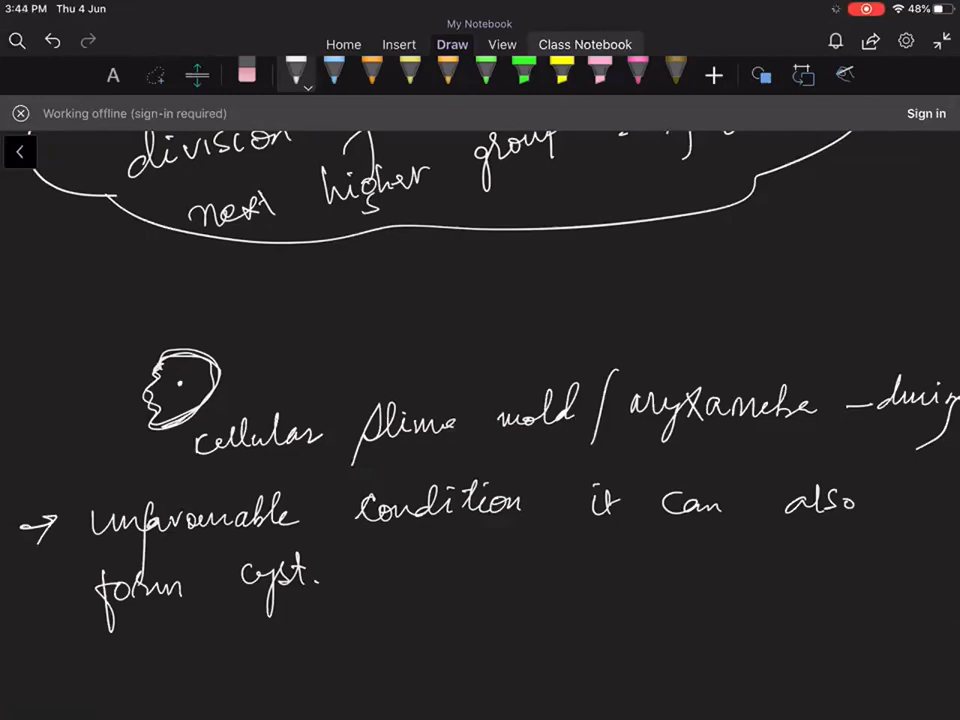 3:44 PM Thu 4 Jun
48%
My Notebook
Home Insert Draw View Class Notebook
A
Working offline (sign-in required)
Sign in
division group
next higher
cellular slime mold / myxameba - during
→ unfavourable condition it can also
form cyst.